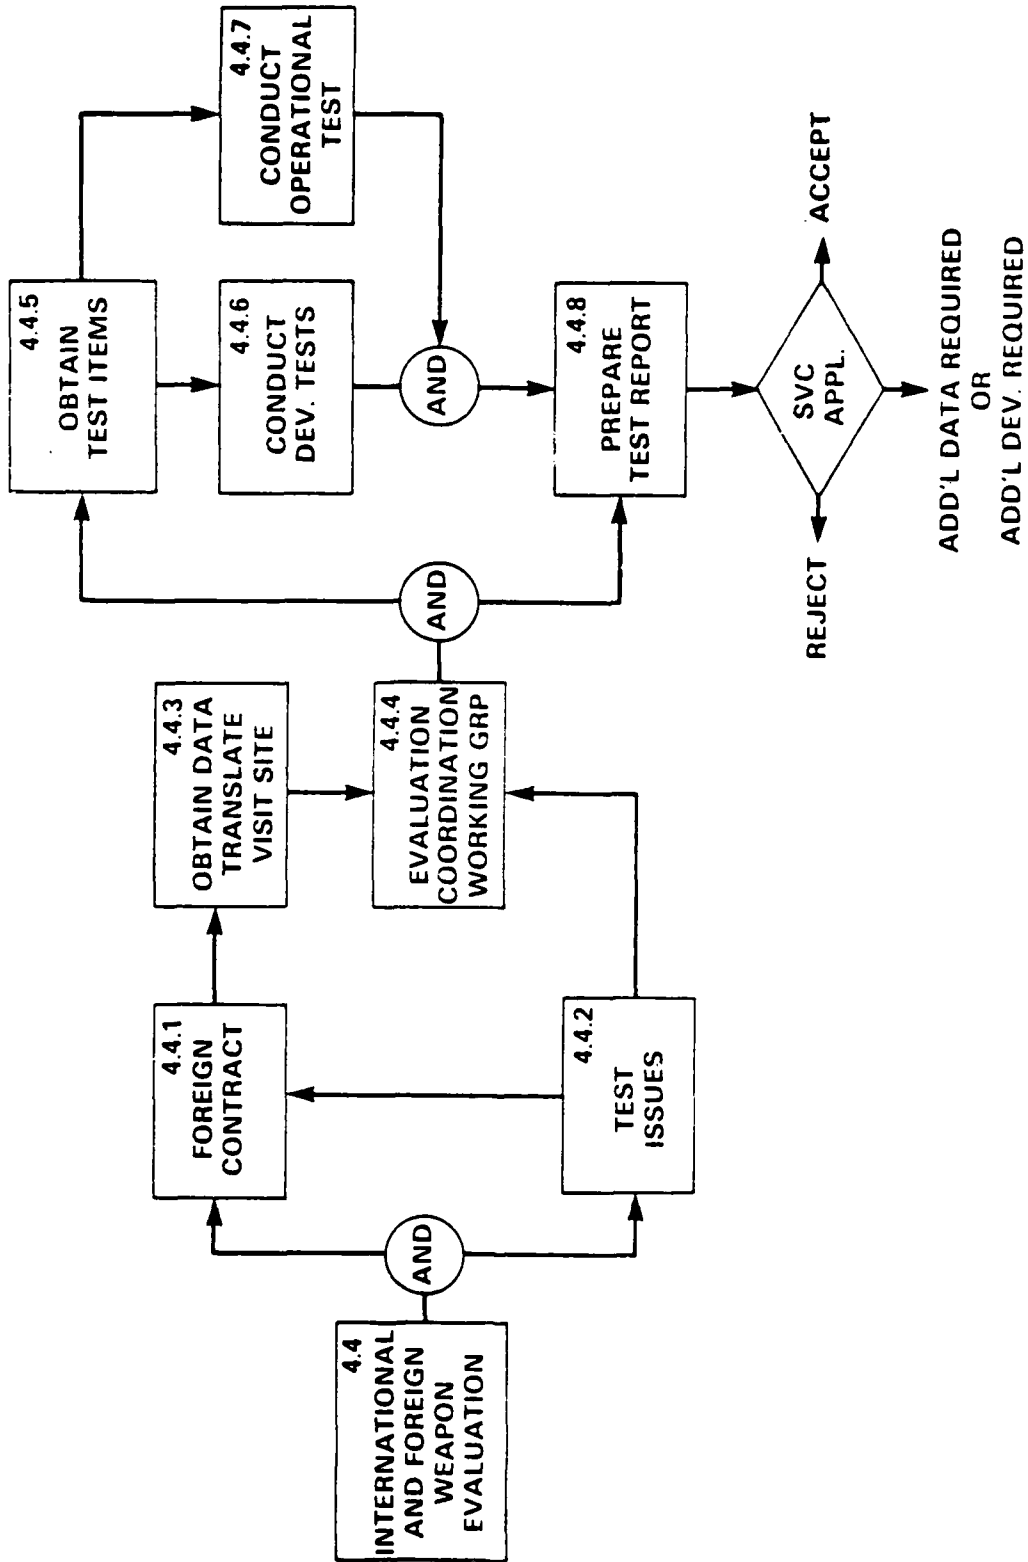 4.4
INTERNATIONAL
AND FOREIGN
WEAPON
EVALUATION
AND
4.4.1
FOREIGN
CONTRACT
4.4.2
TEST
ISSUES
4.4.3
OBTAIN DATA
TRANSLATE
VISIT SITE
4.4.4
EVALUATION
COORDINATION
WORKING GRP
AND
4.4.5
OBTAIN
TEST ITEMS
4.4.6
CONDUCT
DEV. TESTS
4.4.7
CONDUCT
OPERATIONAL
TEST
AND
4.4.8
PREPARE
TEST REPORT
SVC
APPL.
REJECT
ACCEPT
ADD'L DATA REQUIRED
OR
ADD'L DEV. REQUIRED